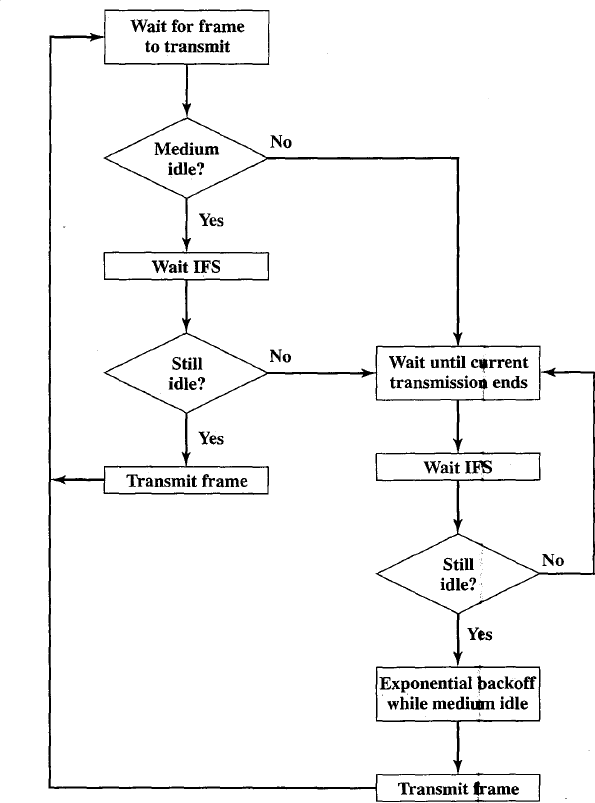 Wait for frame
to transmit
Medium
idle?
No
Yes
Wait IFS
Still
idle?
No
Yes
Transmit frame
Wait until current
transmission ends
Wait IFS
Still
idle?
No
Yes
Exponential backoff
while medium idle
Transmit frame